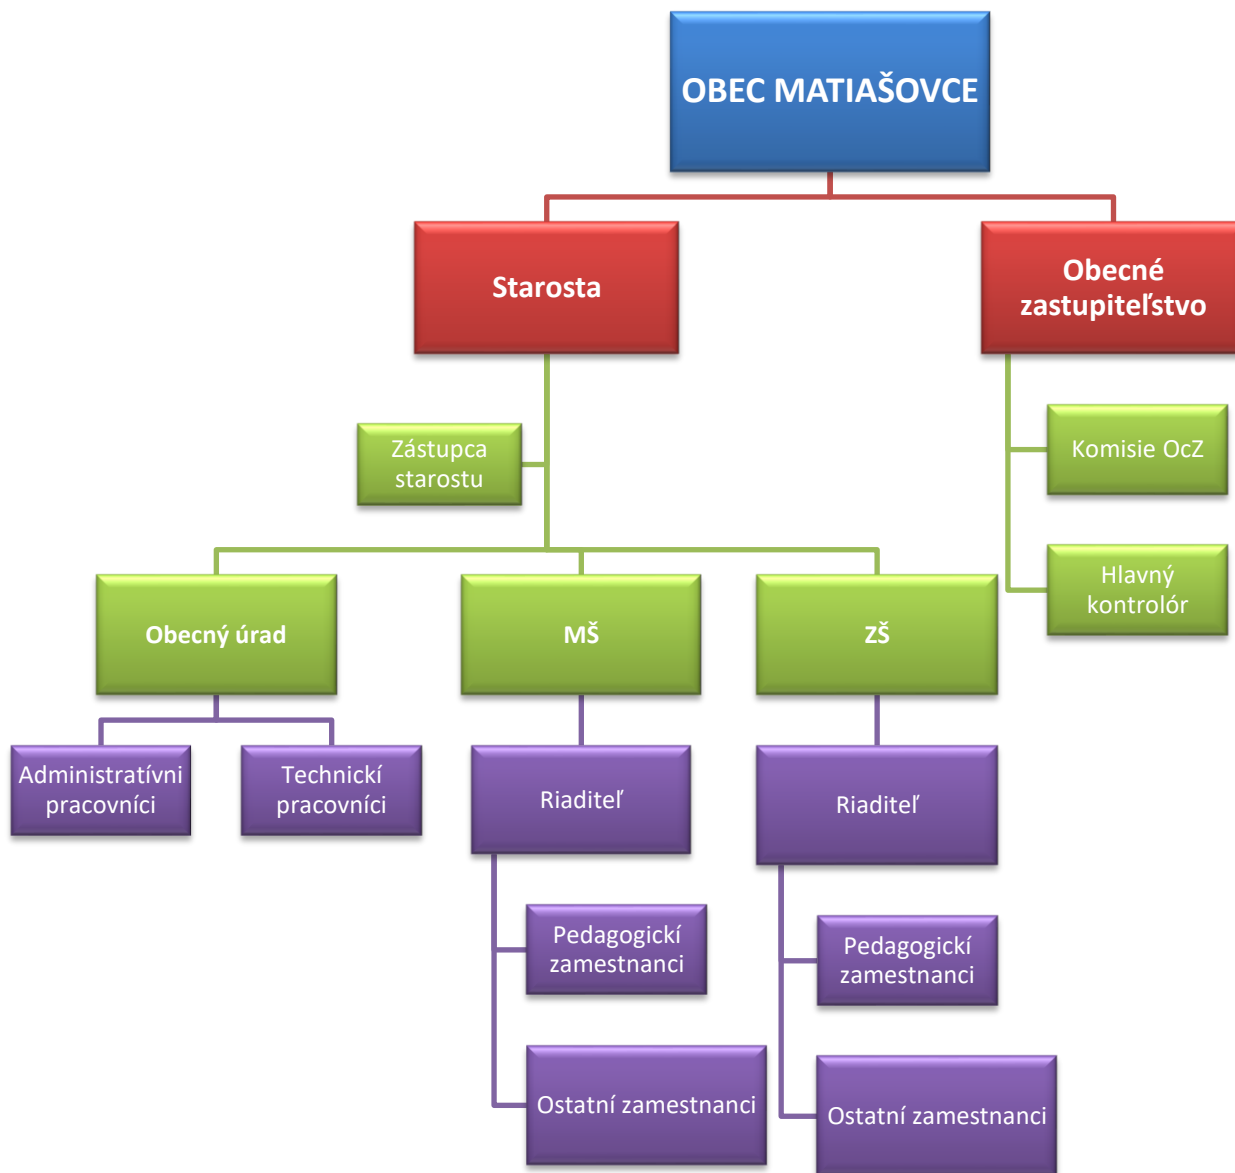 OBEC MATIAŠOVCE
Starosta
Obecné
zastupiteľstvo
Zástupca
starostu
Komisie OcZ
Hlavný
kontrolór
Obecný úrad
MŠ
ZŠ
Administratívni
pracovníci
Technickí
pracovníci
Riaditeľ
Riaditeľ
Pedagogickí
zamestnanci
Pedagogickí
zamestnanci
Ostatní zamestnanci
Ostatní zamestnanci